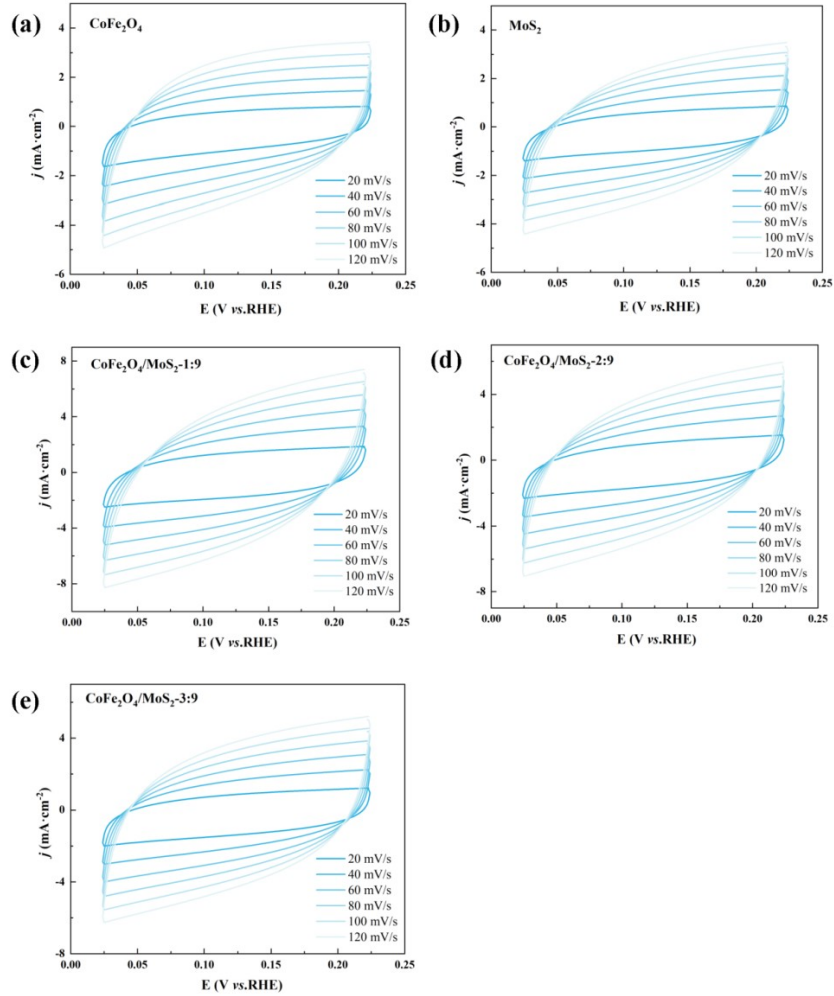 (a)
CoFe₂O₄
4
2
0
-2
-4
-6
j (mA·cm⁻²)
20 mV/s
40 mV/s
60 mV/s
80 mV/s
100 mV/s
120 mV/s
0.00 0.05 0.10 0.15 0.20 0.25
E (V vs.RHE)
(b)
MoS₂
4
2
0
-2
-4
-6
j (mA·cm⁻²)
20 mV/s
40 mV/s
60 mV/s
80 mV/s
100 mV/s
120 mV/s
0.00 0.05 0.10 0.15 0.20 0.25
E (V vs.RHE)
(c)
CoFe₂O₄/MoS₂-1:9
8
4
0
-4
-8
j (mA·cm⁻²)
20 mV/s
40 mV/s
60 mV/s
80 mV/s
100 mV/s
120 mV/s
0.00 0.05 0.10 0.15 0.20 0.25
E (V vs.RHE)
(d)
CoFe₂O₄/MoS₂-2:9
4
0
-4
-8
j (mA·cm⁻²)
20 mV/s
40 mV/s
60 mV/s
80 mV/s
100 mV/s
120 mV/s
0.00 0.05 0.10 0.15 0.20 0.25
E (V vs.RHE)
(e)
CoFe₂O₄/MoS₂-3:9
4
0
-4
-8
j (mA·cm⁻²)
20 mV/s
40 mV/s
60 mV/s
80 mV/s
100 mV/s
120 mV/s
0.00 0.05 0.10 0.15 0.20 0.25
E (V vs.RHE)